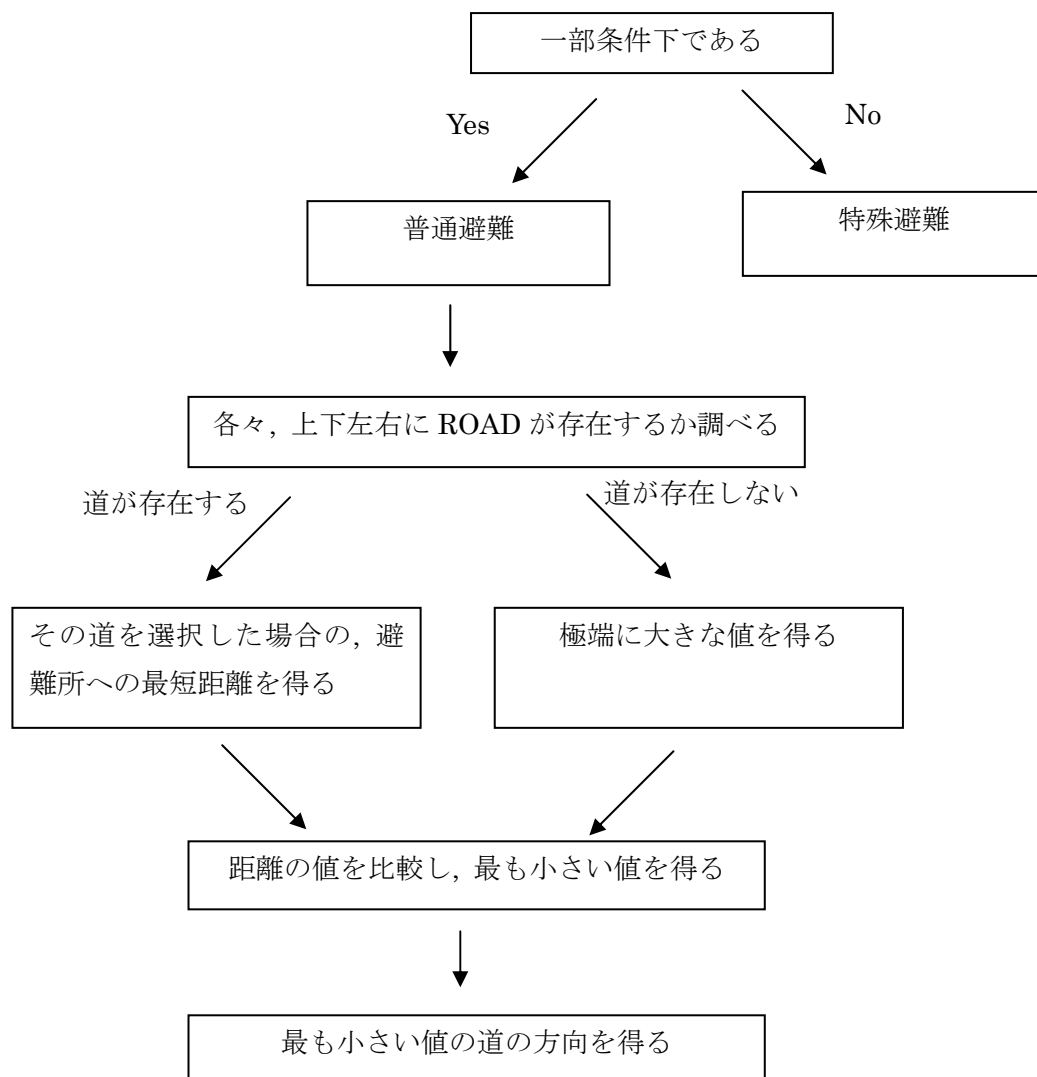 一部条件下である
Yes
No
普通避難
特殊避難
各々, 上下左右に ROAD が存在するか調べる
道が存在する
道が存在しない
その道を選択した場合の, 避
難所への最短距離を得る
極端に大きな値を得る
距離の値を比較し, 最も小さい値を得る
最も小さい値の道の方向を得る